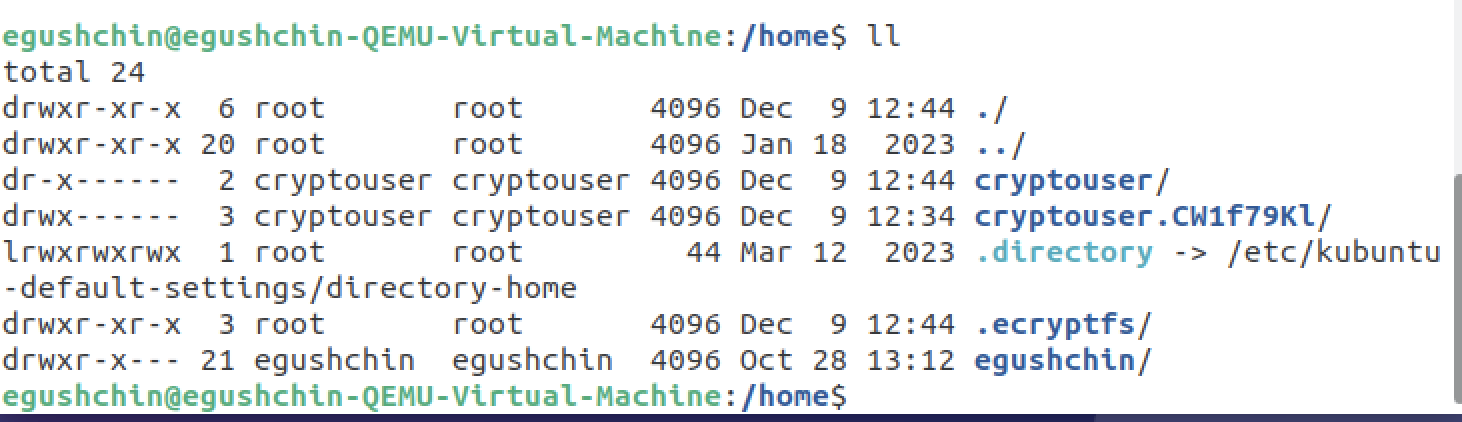 egushchin@egushchin-QEMU-Virtual-Machine:/home$ ll
total 24
drwxr-xr-x  6 root       root       4096 Dec  9 12:44 ./
drwxr-xr-x 20 root       root       4096 Jan 18  2023 ../
dr-x------  2 cryptouser cryptouser 4096 Dec  9 12:44 cryptouser/
drwx------  3 cryptouser cryptouser 4096 Dec  9 12:34 cryptouser.CW1f79Kl/
lrwxrwxrwx  1 root       root         44 Mar 12  2023 .directory -> /etc/kubuntu
-default-settings/directory-home
drwxr-xr-x  3 root       root       4096 Dec  9 12:44 .ecryptfs/
drwxr-x--- 21 egushchin  egushchin  4096 Oct 28 13:12 egushchin/
egushchin@egushchin-QEMU-Virtual-Machine:/home$